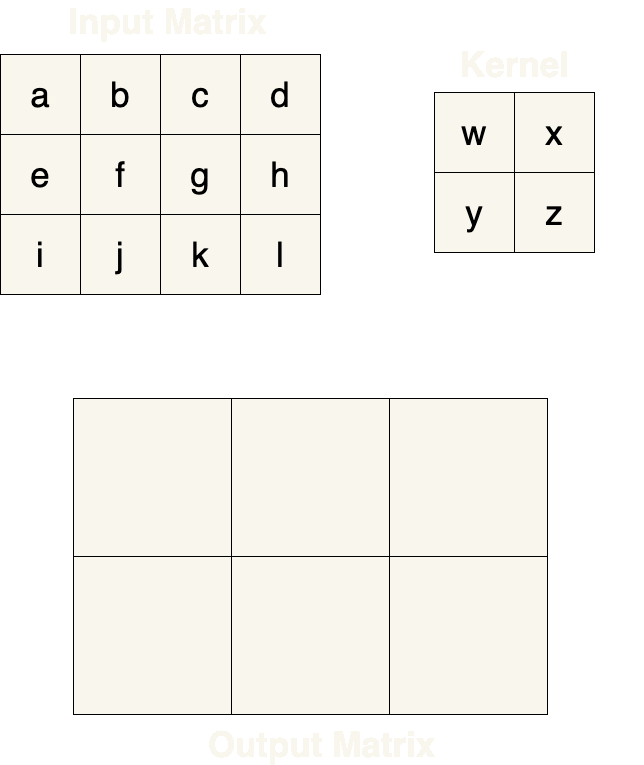 Input Matrix
Kernel
a b c d
e f g h
i j k l
w x
y z
Output Matrix